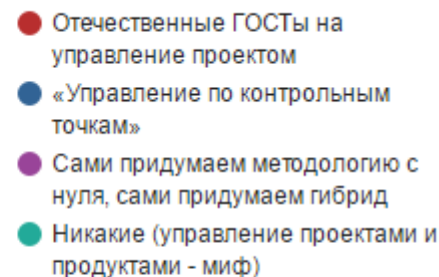 Отечественные ГОСТы на
управление проектом
«Управление по контрольным
точкам»
Сами придумаем методологию с
нуля, сами придумаем гибрид
Никакие (управление проектами и
продуктами - миф)